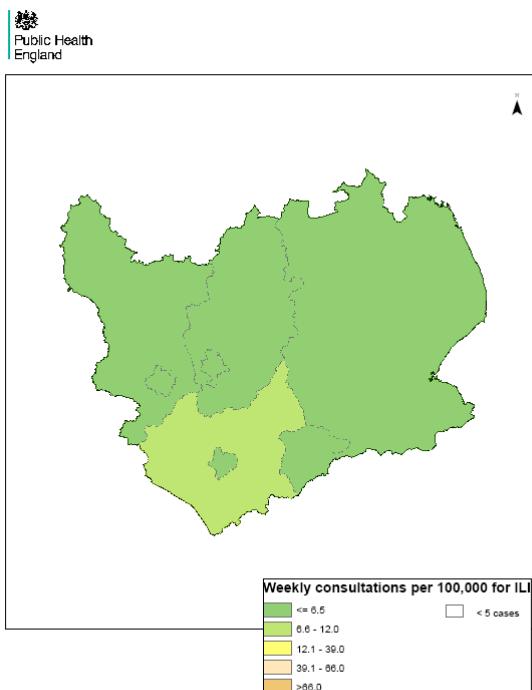 Public Health
England
N
Weekly consultations per 100,000 for ILI
<= 6.5
< 5 cases
6.6 - 12.0
12.1 - 39.0
39.1 - 66.0
>66.0